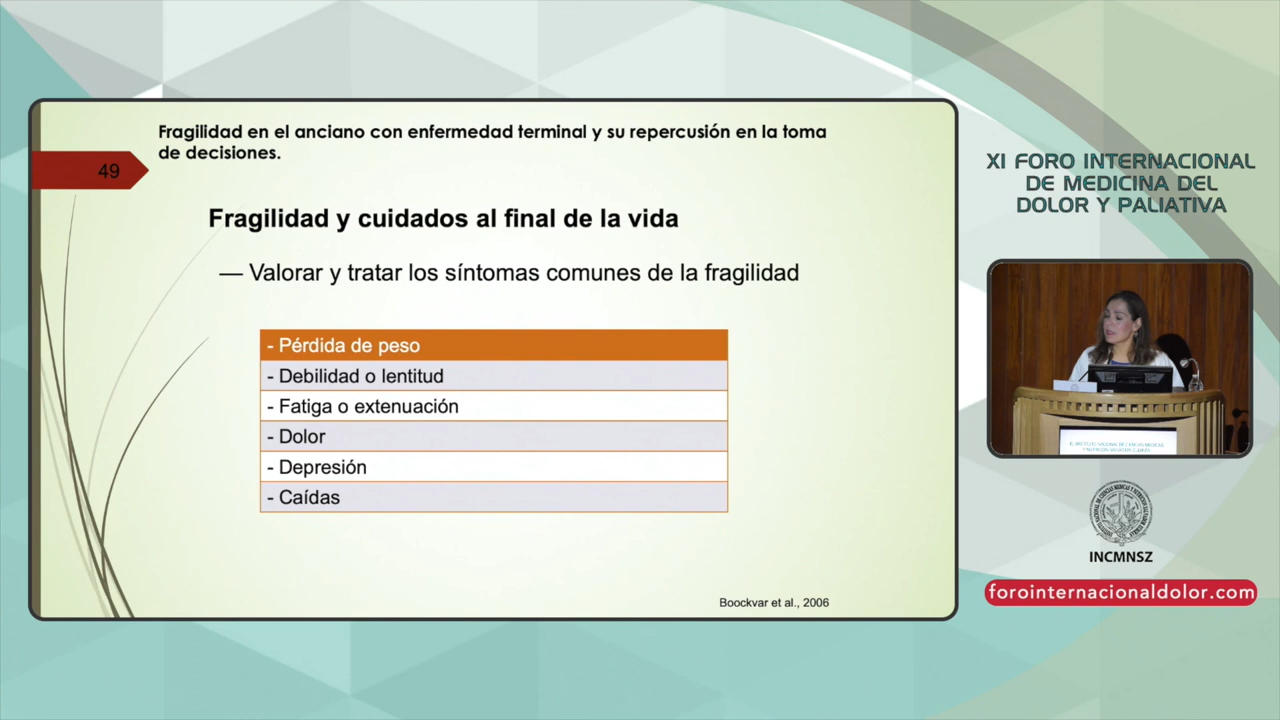 Fragilidad en el anciano con enfermedad terminal y su repercusión en la toma
de decisiones.
49
Fragilidad y cuidados al final de la vida
— Valorar y tratar los síntomas comunes de la fragilidad
- Pérdida de peso
- Debilidad o lentitud
- Fatiga o extenuación
- Dolor
- Depresión
- Caídas
Boockvar et al., 2006
XI FORO INTERNACIONAL
DE MEDICINA DEL
DOLOR Y PALIATIVA
INCMNSZ
forointernacionaldolor.com